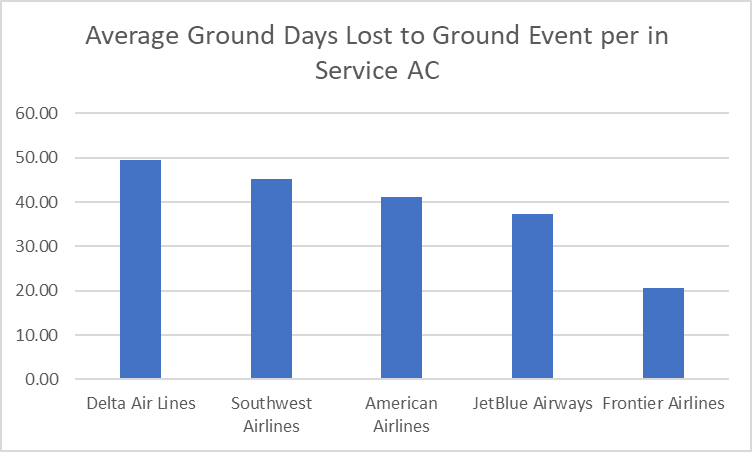 Average Ground Days Lost to Ground Event per in
Service AC
60.00
50.00
40.00
30.00
20.00
10.00
0.00
Delta Air Lines
Southwest
Airlines
American
Airlines
JetBlue Airways
Frontier Airlines